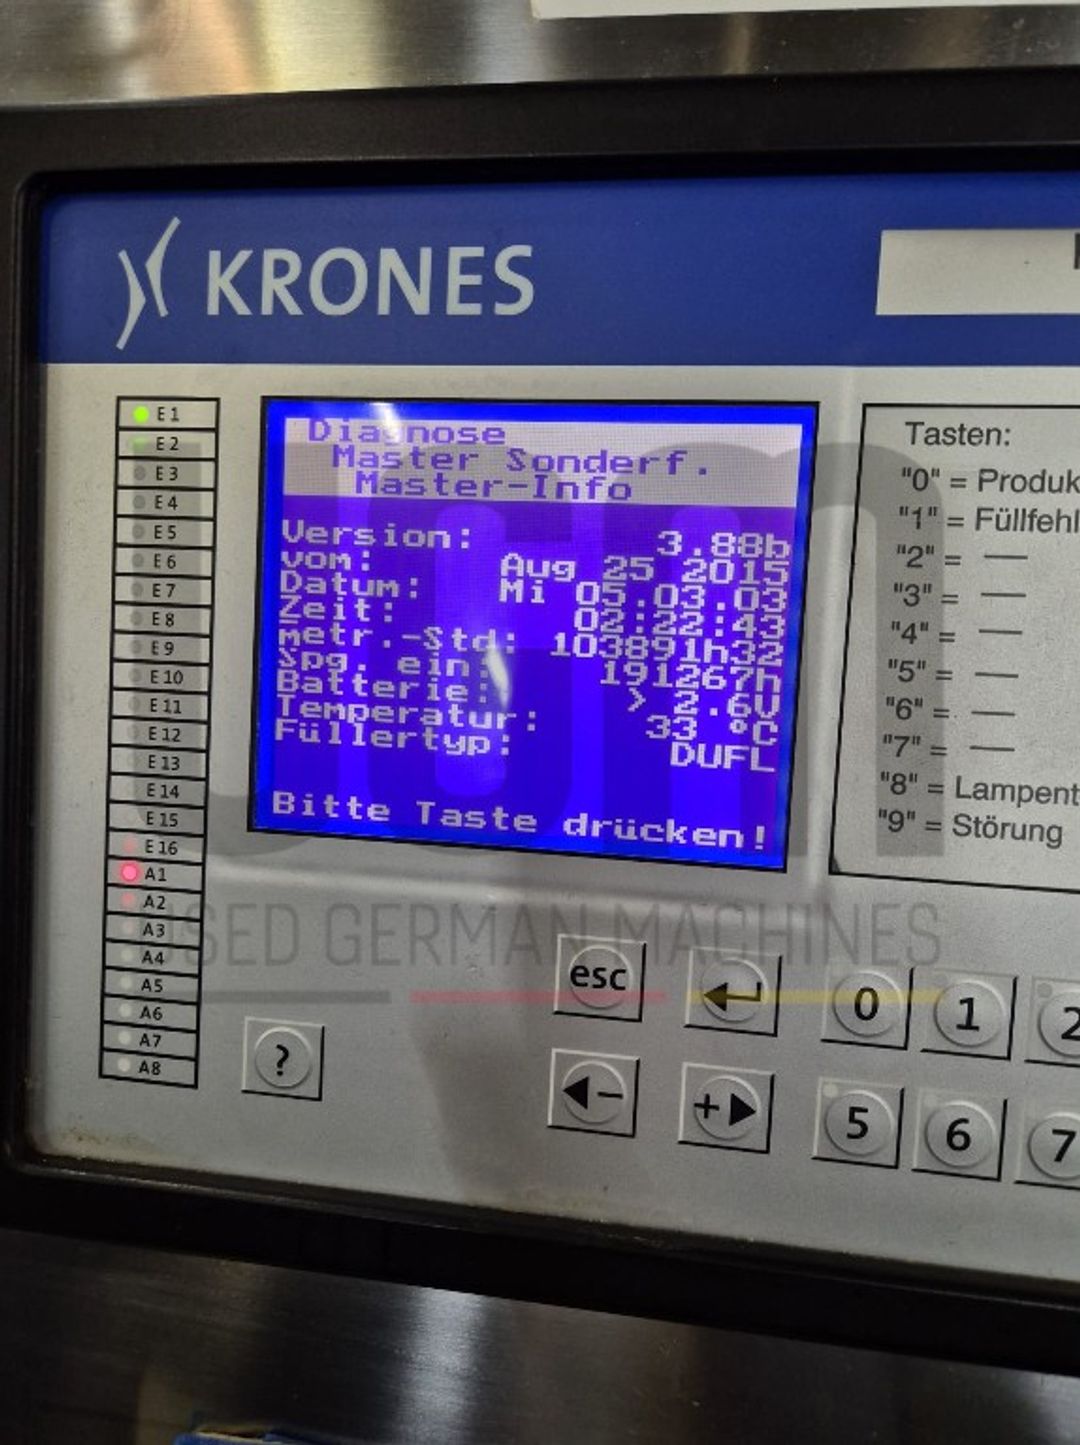 KRONES
E1
E2
E3
E4
E5
E6
E7
E8
E9
E10
E11
E12
E13
E14
E15
E16
A1
A2
A3
A4
A5
A6
A7
A8
Diagnose
Master Sonderf.
Master-Info
Version: 3.88b
vom: Aug 25 2015
Datum: Mi 05.03.03
Zeit: 02:22:43
metr.-Std: 103891h32
Spg. ein: 191267h
Batterie: > 2.6V
Temperatur: 33 °C
Füllertyp: DUFL
Bitte Taste drücken!
Tasten:
"0" = Produk
"1" = Füllfehl
"2" = —
"3" = —
"4" = —
"5" = —
"6" = —
"7" = —
"8" = Lampent
"9" = Störung
USED GERMAN MACHINES
esc
0
1
2
?
−
+
5
6
7